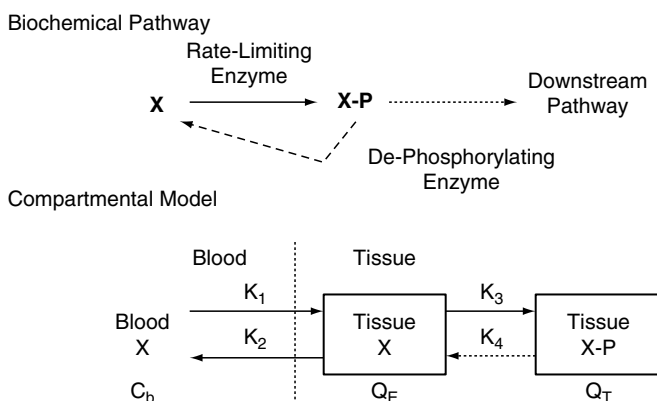 Biochemical Pathway
Rate-Limiting
Enzyme
X
X-P
Downstream
Pathway
De-Phosphorylating
Enzyme
Compartmental Model
Blood
Tissue
K1
K3
Blood
X
K2
Tissue
X
K4
Tissue
X-P
Cb
QF
QT